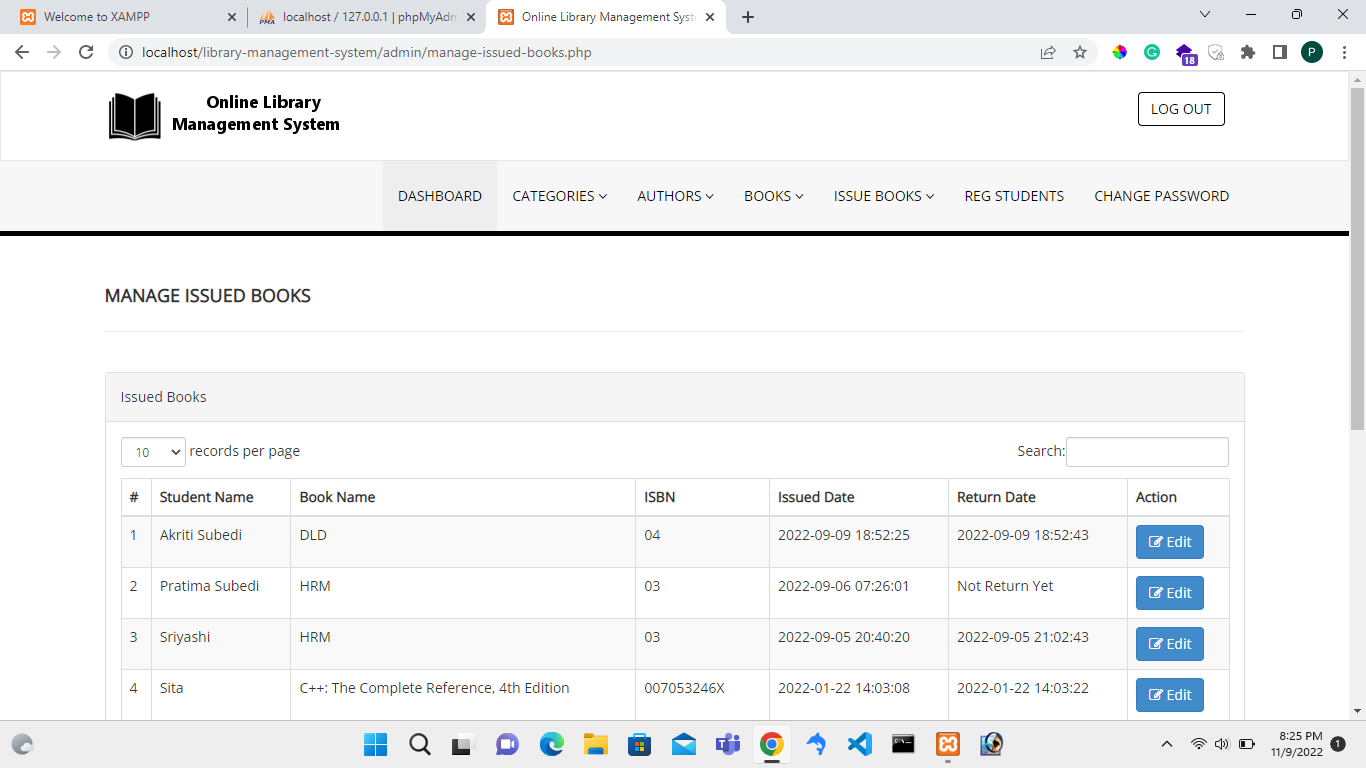 Welcome to XAMPP
localhost / 127.0.0.1 | phpMyAdm
Online Library Management Syst
localhost/library-management-system/admin/manage-issued-books.php
18
P
Online Library
Management System
LOG OUT
DASHBOARD CATEGORIES AUTHORS BOOKS ISSUE BOOKS REG STUDENTS CHANGE PASSWORD
MANAGE ISSUED BOOKS
Issued Books
10 records per page Search:
# Student Name Book Name ISBN Issued Date Return Date Action
1 Akriti Subedi DLD 04 2022-09-09 18:52:25 2022-09-09 18:52:43 Edit
2 Pratima Subedi HRM 03 2022-09-06 07:26:01 Not Return Yet Edit
3 Sriyashi HRM 03 2022-09-05 20:40:20 2022-09-05 21:02:43 Edit
4 Sita C++: The Complete Reference, 4th Edition 007053246X 2022-01-22 14:03:08 2022-01-22 14:03:22 Edit
8:25 PM
11/9/2022
1